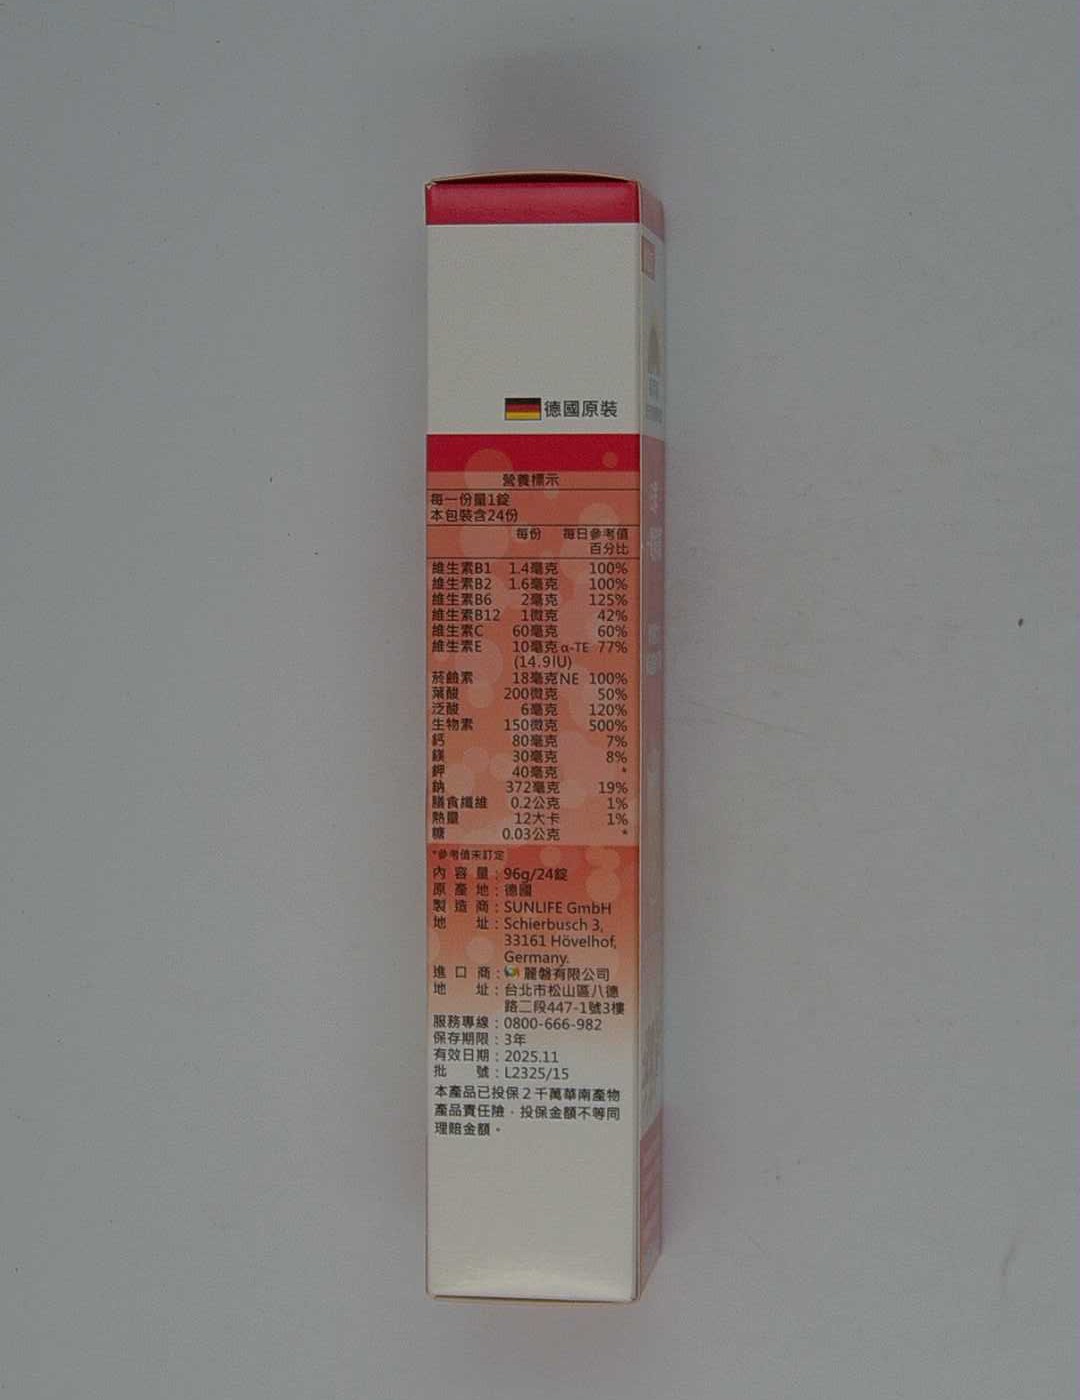 德國原裝
營養標示
每一份量1錠
本包裝含24份
每份 每日參考值
百分比
維生素B1 1.4毫克 100%
維生素B2 1.6毫克 100%
維生素B6 2毫克 125%
維生素B12 1微克 42%
維生素C 60毫克 60%
維生素E 10毫克 α-TE 77%
(14.9IU)
菸鹼素 18毫克NE 100%
葉酸 200微克 50%
泛酸 6毫克 120%
生物素 150微克 500%
鈣 80毫克 7%
鎂 30毫克 8%
鉀 40毫克 *
鈉 372毫克 19%
膳食纖維 0.2公克 1%
熱量 12大卡 1%
糖 0.03公克 *
*參考值未訂定
內容量：96g/24錠
原產地：德國
製造商：SUNLIFE GmbH
地址：Schierbusch 3,
33161 Hövelhof,
Germany.
進口商：麗磐有限公司
地址：台北市松山區八德
路二段447-1號3樓
服務專線：0800-666-982
保存期限：3年
有效日期：2025.11
批號：L2325/15
本產品已投保2千萬華南產物
產品責任險，投保金額不等同
理賠金額。